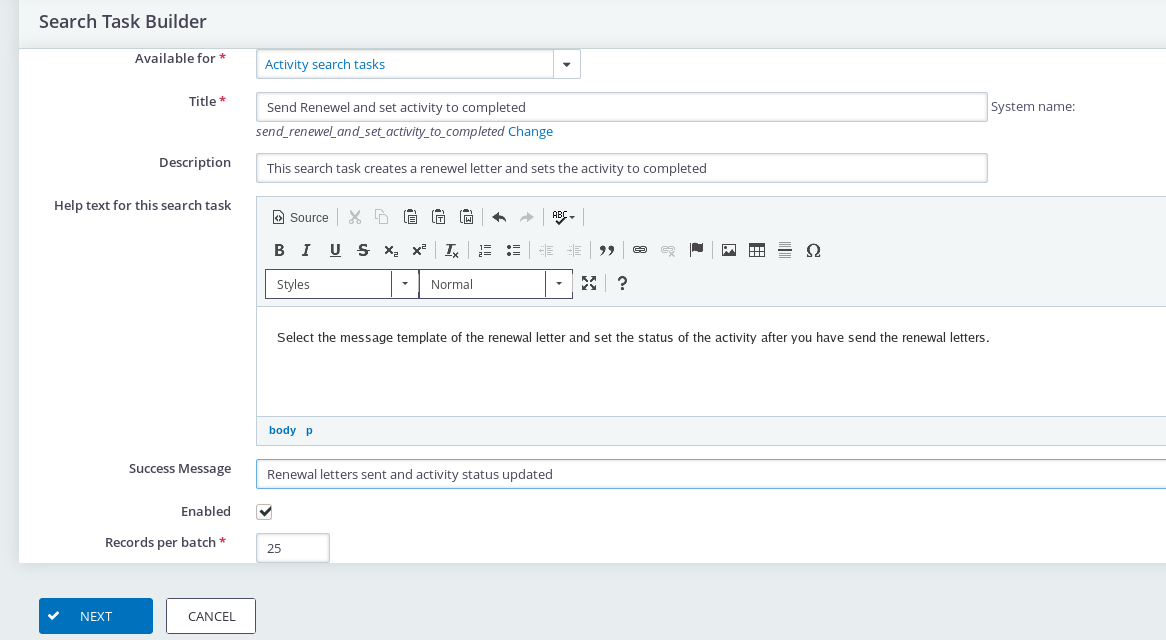 Search Task Builder
Available for *
Activity search tasks
Title *
Send Renewel and set activity to completed
System name:
send_renewel_and_set_activity_to_completed Change
Description
This search task creates a renewel letter and sets the activity to completed
Help text for this search task
Source
ABC
B I U S x₂ x² Ix
Ω
Styles
Normal
?
Select the message template of the renewal letter and set the status of the activity after you have send the renewal letters.
body p
Success Message
Renewal letters sent and activity status updated
Enabled
Records per batch *
25
NEXT
CANCEL